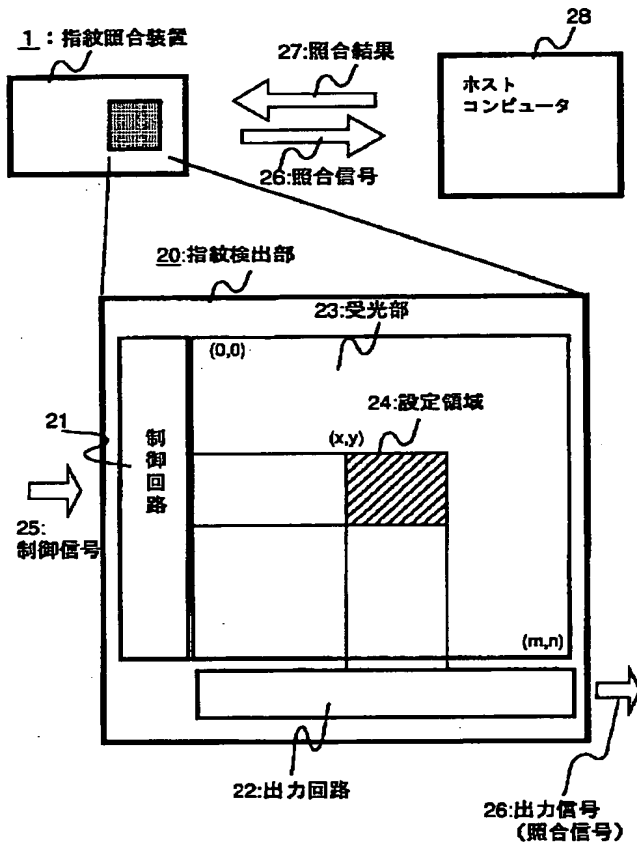 1：指紋照合装置
27:照合結果
28
ホスト
コンピュータ
26:照合信号
20:指紋検出部
23:受光部
(0,0)
24:設定領域
(x,y)
21
制御回路
25:
制御信号
(m,n)
22:出力回路
26:出力信号
(照合信号)